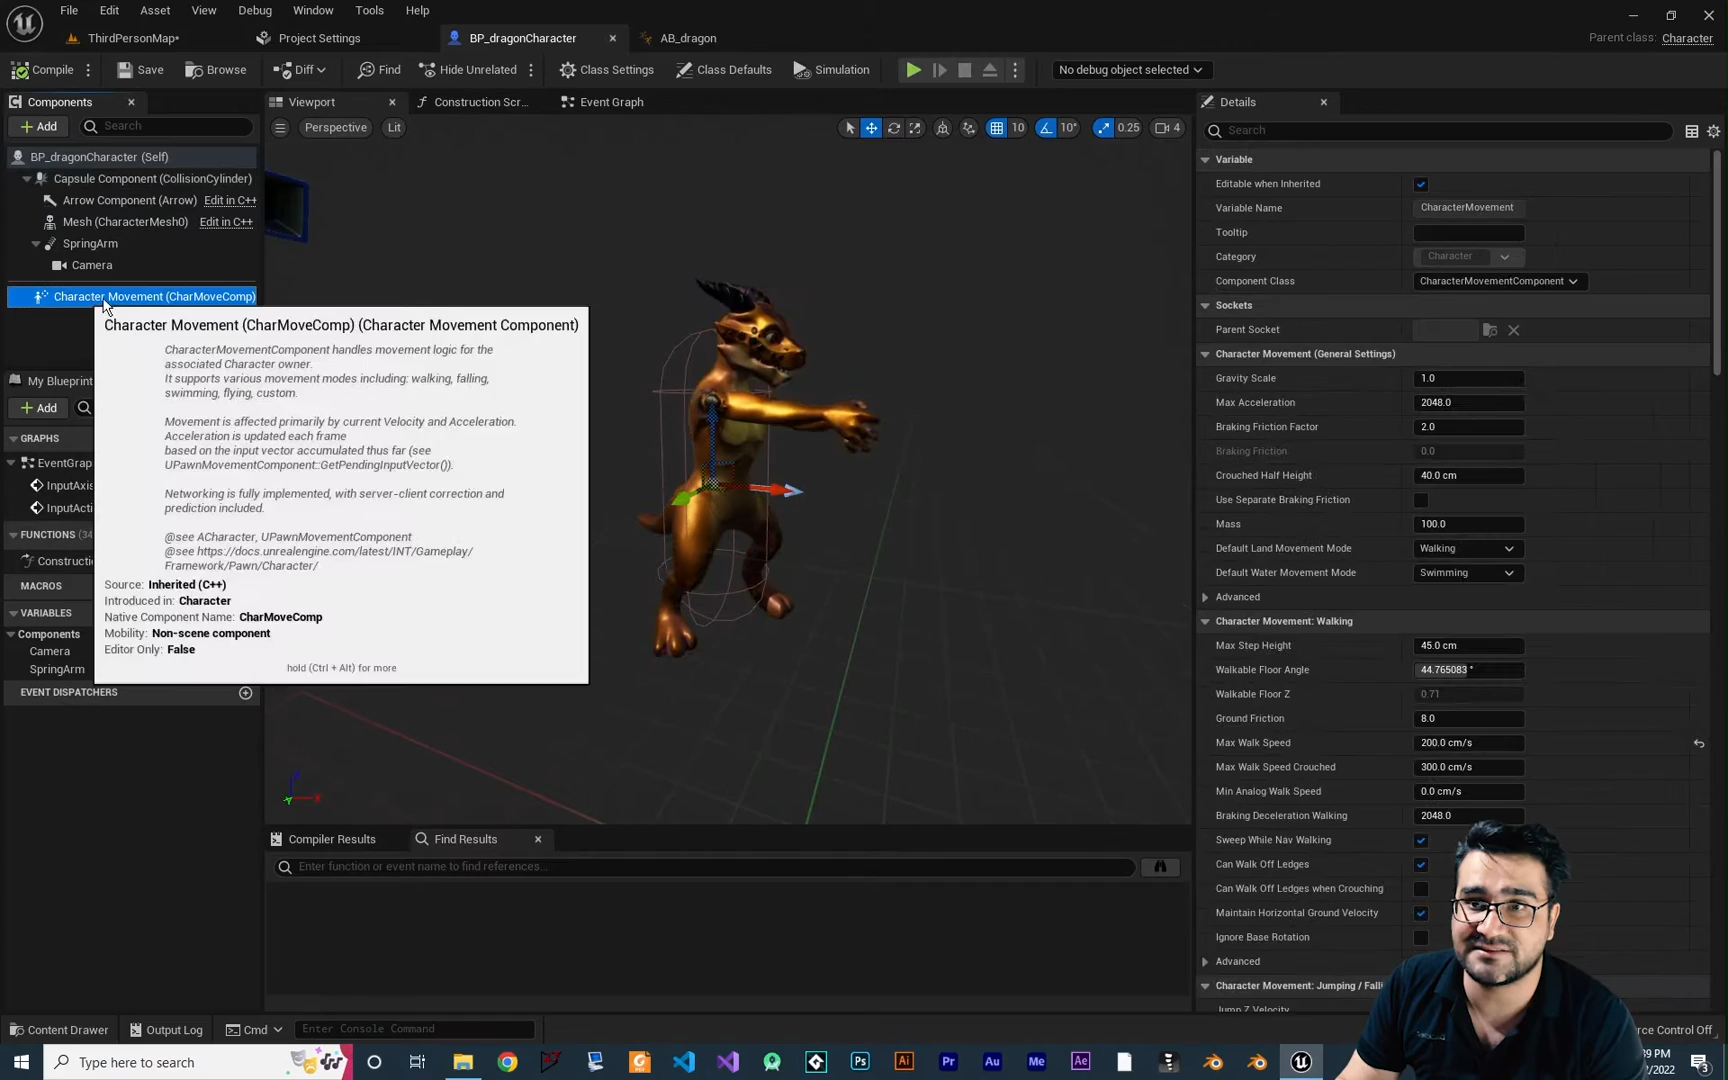 File Edit Asset View Debug Window Tools Help
ThirdPersonMap* Project Settings BP_dragonCharacter AB_dragon
Parent class: Character
Compile Save Browse Diff Find Hide Unrelated Class Settings Class Defaults Simulation No debug object selected
Components
Add Search
BP_dragonCharacter (Self)
Capsule Component (CollisionCylinder)
Arrow Component (Arrow) Edit in C++
Mesh (CharacterMesh0) Edit in C++
SpringArm
Camera
Character Movement (CharMoveComp)
My Blueprint
Add
GRAPHS
EventGrap
InputAxis
InputActi
FUNCTIONS (34
Constructi
MACROS
VARIABLES
Components
Camera
SpringArm
EVENT DISPATCHERS
Character Movement (CharMoveComp) (Character Movement Component)
CharacterMovementComponent handles movement logic for the
associated Character owner.
It supports various movement modes including: walking, falling,
swimming, flying, custom.
Movement is affected primarily by current Velocity and Acceleration.
Acceleration is updated each frame
based on the input vector accumulated thus far (see
UPawnMovementComponent::GetPendingInputVector()).
Networking is fully implemented, with server-client correction and
prediction included.
@see ACharacter, UPawnMovementComponent
@see https://docs.unrealengine.com/latest/INT/Gameplay/
Framework/Pawn/Character/
Source: Inherited (C++)
Introduced in: Character
Native Component Name: CharMoveComp
Mobility: Non-scene component
Editor Only: False
hold (Ctrl + Alt) for more
Viewport Construction Scr... Event Graph
Perspective Lit 10 10° 0.25 4
Z
X
Y
Compiler Results Find Results
Enter function or event name to find references...
Details
Search
Variable
Editable when Inherited
Variable Name CharacterMovement
Tooltip
Category Character
Component Class CharacterMovementComponent
Sockets
Parent Socket
Character Movement (General Settings)
Gravity Scale 1.0
Max Acceleration 2048.0
Braking Friction Factor 2.0
Braking Friction 0.0
Crouched Half Height 40.0 cm
Use Separate Braking Friction
Mass 100.0
Default Land Movement Mode Walking
Default Water Movement Mode Swimming
Advanced
Character Movement: Walking
Max Step Height 45.0 cm
Walkable Floor Angle 44.765083 °
Walkable Floor Z 0.71
Ground Friction 8.0
Max Walk Speed 200.0 cm/s
Max Walk Speed Crouched 300.0 cm/s
Min Analog Walk Speed 0.0 cm/s
Braking Deceleration Walking 2048.0
Sweep While Nav Walking
Can Walk Off Ledges
Can Walk Off Ledges when Crouching
Maintain Horizontal Ground Velocity
Ignore Base Rotation
Advanced
Character Movement: Jumping / Falli
Jump Z Velocity
Content Drawer Output Log Cmd Enter Console Command
rce Control Off
Type here to search
Ps Ai Pr Au Me Ae
39 PM
/2022
3